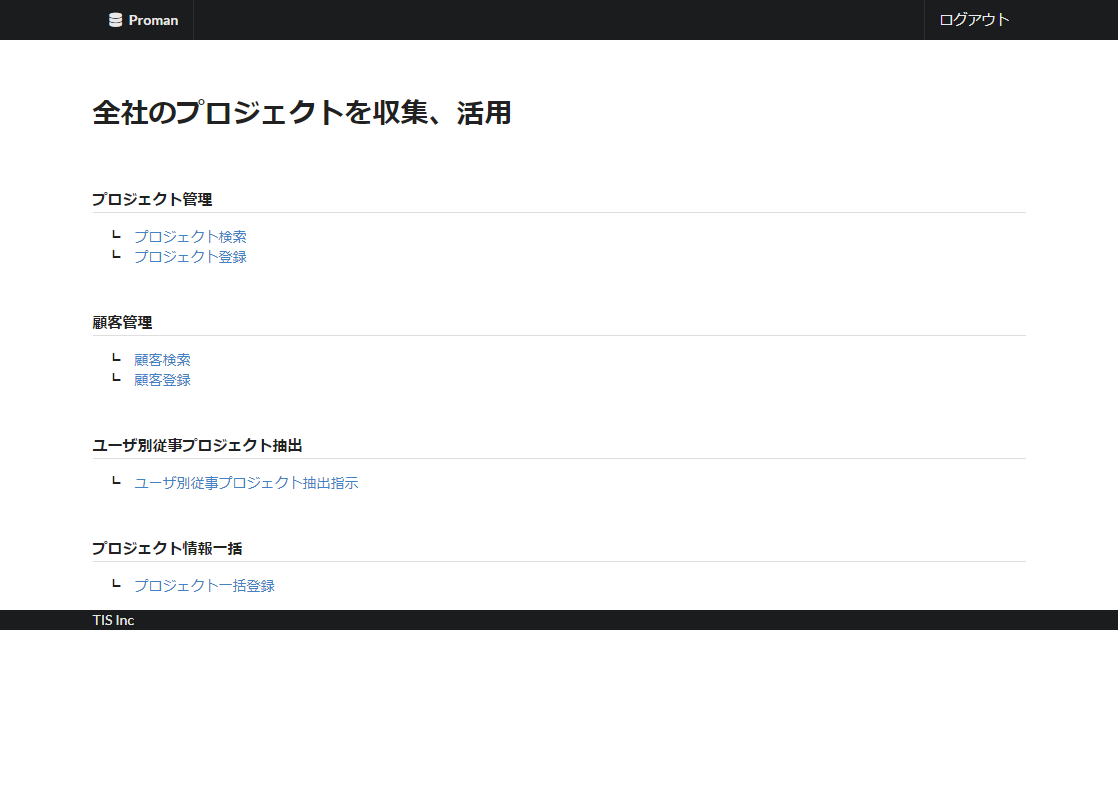 Proman
ログアウト
全社のプロジェクトを収集、活用
プロジェクト管理
┗ プロジェクト検索
┗ プロジェクト登録
顧客管理
┗ 顧客検索
┗ 顧客登録
ユーザ別従事プロジェクト抽出
┗ ユーザ別従事プロジェクト抽出指示
プロジェクト情報一括
┗ プロジェクト一括登録
TIS Inc